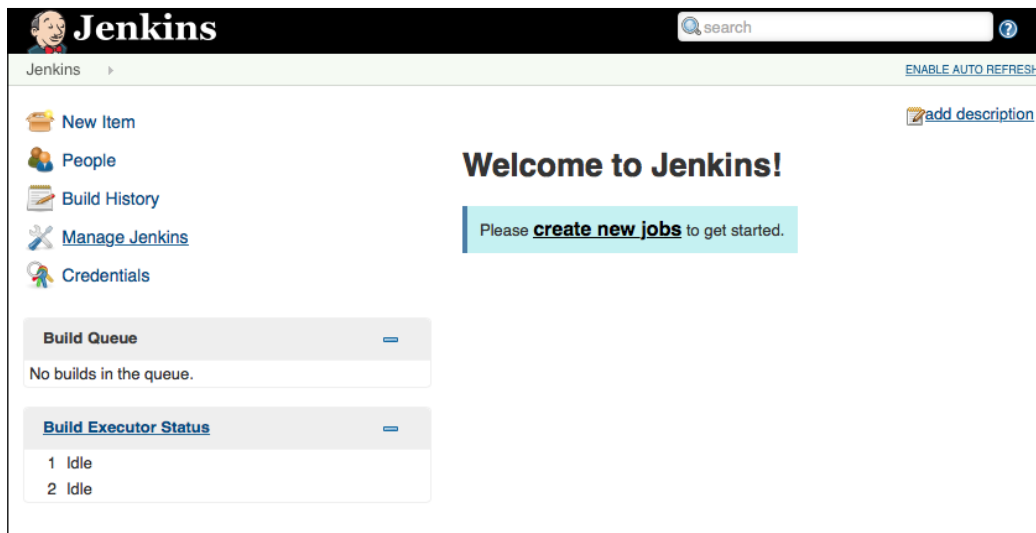 Jenkins
search
Jenkins
ENABLE AUTO REFRESH
New Item
People
Build History
Manage Jenkins
Credentials
add description
Welcome to Jenkins!
Please create new jobs to get started.
Build Queue
No builds in the queue.
Build Executor Status
1 Idle
2 Idle